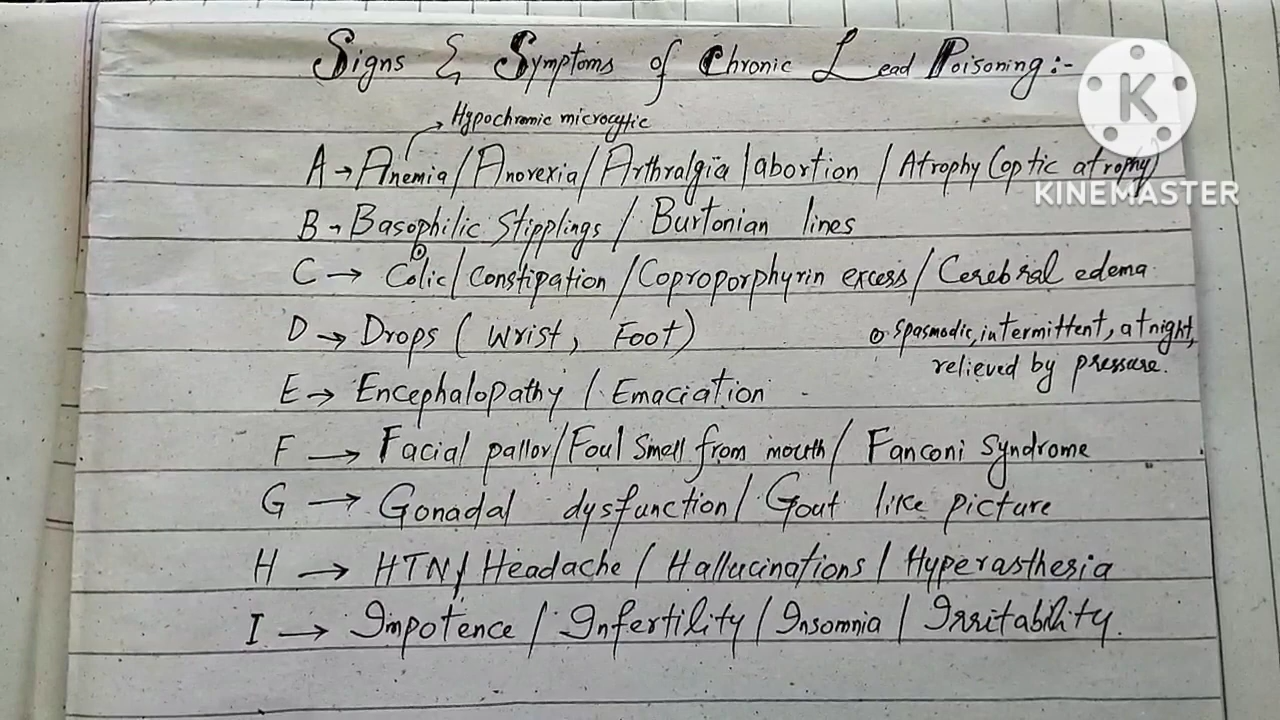 Signs & Symptoms of Chronic Lead Poisoning:-
K
KINEMASTER
Hypochromic microcytic
A → Anemia/Anorexia/Arthralgia/abortion / Atrophy (optic atrophy)
B → Basophilic Stipplings / Burtonian lines
C → Colic/Constipation/Coproporphyrin excess/Cerebral edema
D → Drops (Wrist, Foot)
Spasmodic, intermittent, at night,
relieved by pressure.
E → Encephalopathy / Emaciation
F → Facial pallor/Foul Smell from mouth/ Fanconi Syndrome
G → Gonadal dysfunction/ Gout like picture
H → HTN/ Headache / Hallucinations / Hyperasthesia
I → Impotence / Infertility / Insomnia / Irritability.